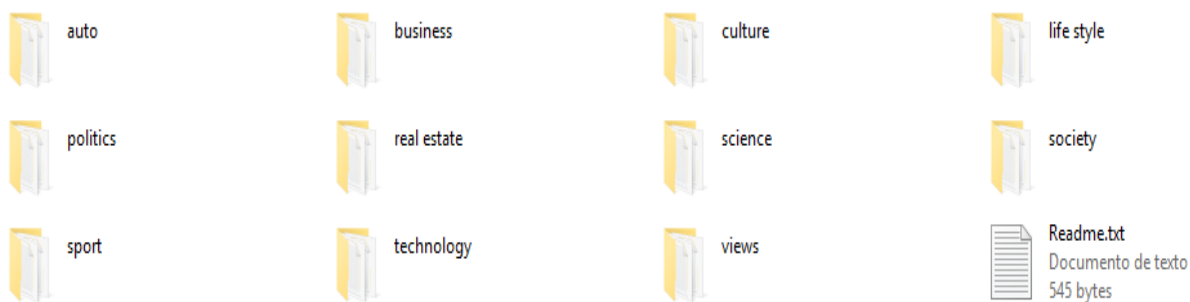 auto
business
culture
life style
politics
real estate
science
society
sport
technology
views
Readme.txt
Documento de texto
545 bytes